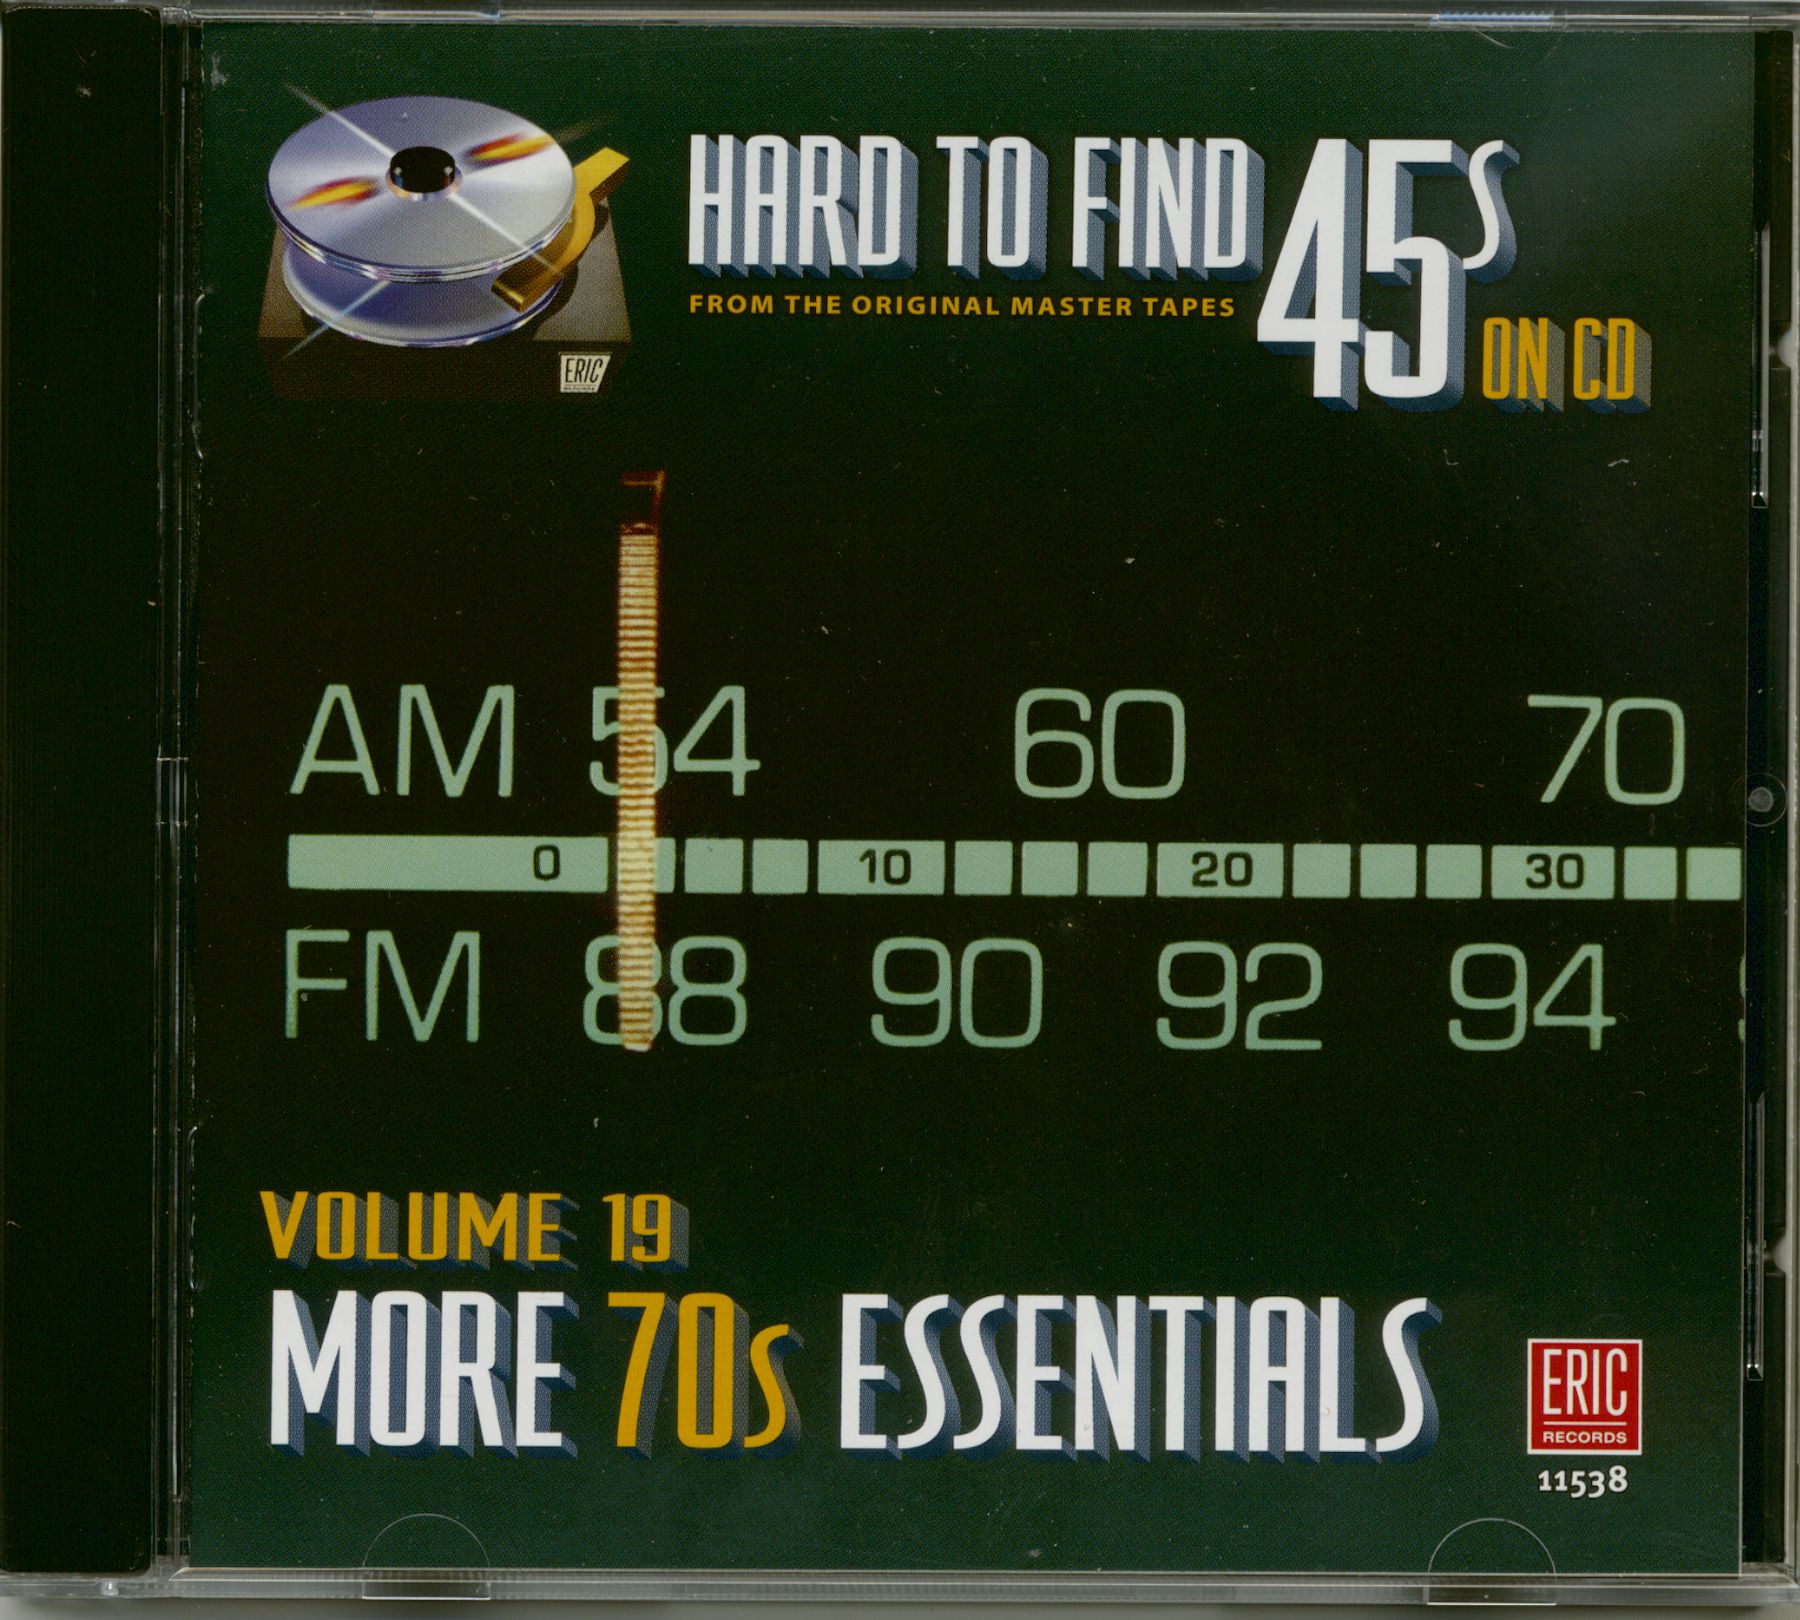 HARD TO FIND 45s
FROM THE ORIGINAL MASTER TAPES
ON CD
ERIC
AM 54 60 70
0 10 20 30
FM 88 90 92 94
VOLUME 19
MORE 70s ESSENTIALS
ERIC
RECORDS
11538